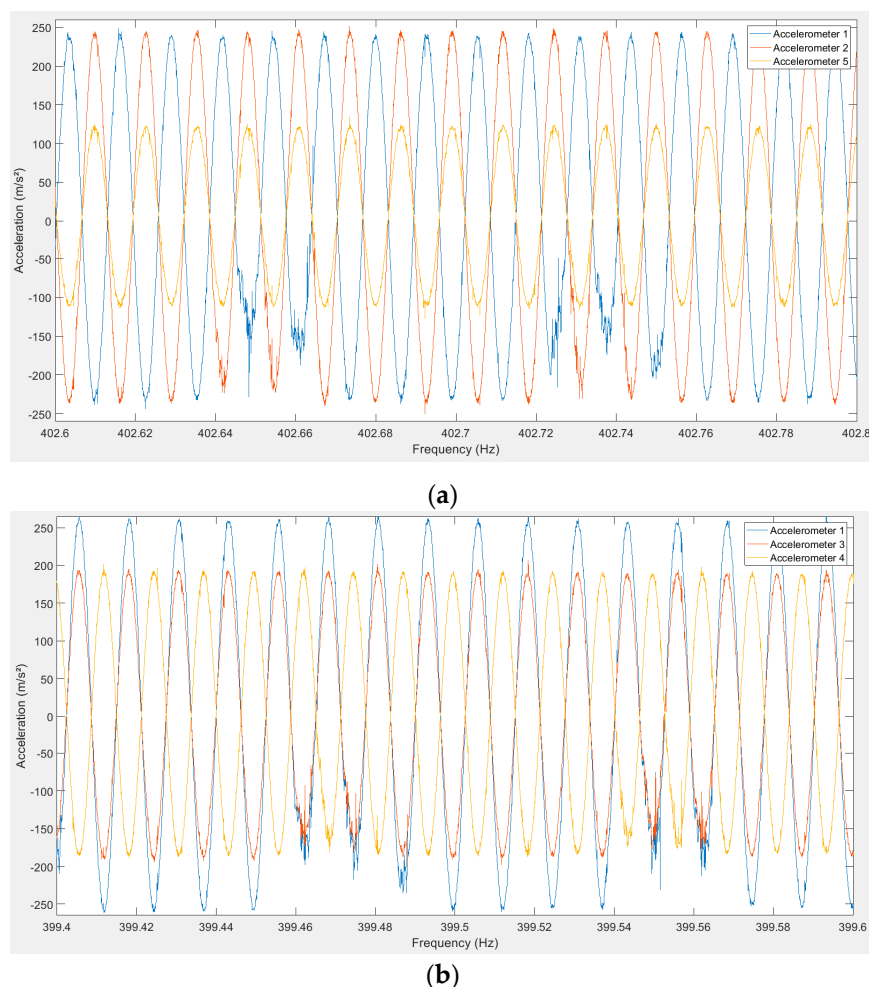 250
200
150
100
50
0
-50
-100
-150
-200
-250
Acceleration (m/s²)
Accelerometer 1
Accelerometer 2
Accelerometer 5
402.6 402.62 402.64 402.66 402.68 402.7 402.72 402.74 402.76 402.78 402.8
Frequency (Hz)
(a)
250
200
150
100
50
0
-50
-100
-150
-200
-250
Acceleration (m/s²)
Accelerometer 1
Accelerometer 3
Accelerometer 4
399.4 399.42 399.44 399.46 399.48 399.5 399.52 399.54 399.56 399.58 399.6
Frequency (Hz)
(b)